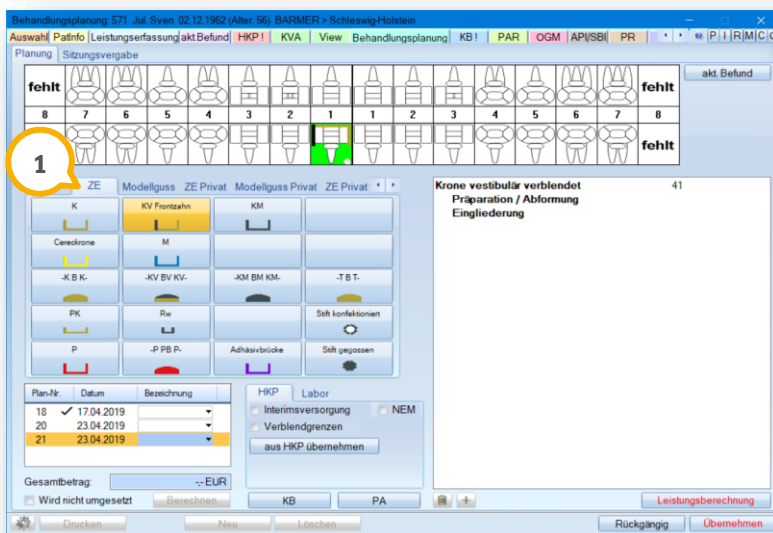 Behandlungsplanung: 571 Jul, Sven 02.12.1962 (Alter: 56) BARMER > Schleswig-Holstein
Auswahl PatInfo Leistungserfassung akt.Befund HKP! KVA View Behandlungsplanung KB! PAR OGM API/SBI PR P I R M C
Planung Sitzungsvergabe
fehlt fehlt akt. Befund
8 7 6 5 4 3 2 1 1 2 3 4 5 6 7 8
fehlt
1
ZE Modellguss ZE Privat Modellguss Privat ZE Privat
K KV Frontzahn KM
Cereckrone M
-K B K- -KV BV KV- -KM BM KM- -T B T-
PK Rw Stift konfektioniert
P -P PB P- Adhäsivbrücke Stift gegossen
Krone vestibulär verblendet 41
Präparation / Abformung
Eingliederung
Plan-Nr. Datum Bezeichnung
18 ✓ 17.04.2019
20 23.04.2019
21 23.04.2019
Gesamtbetrag: -,- EUR
Wird nicht umgesetzt Berechnen
HKP Labor
Interimsversorgung NEM
Verblendgrenzen
aus HKP übernehmen
KB PA
Leistungsberechnung
Drucken Neu Löschen Rückgängig Übernehmen